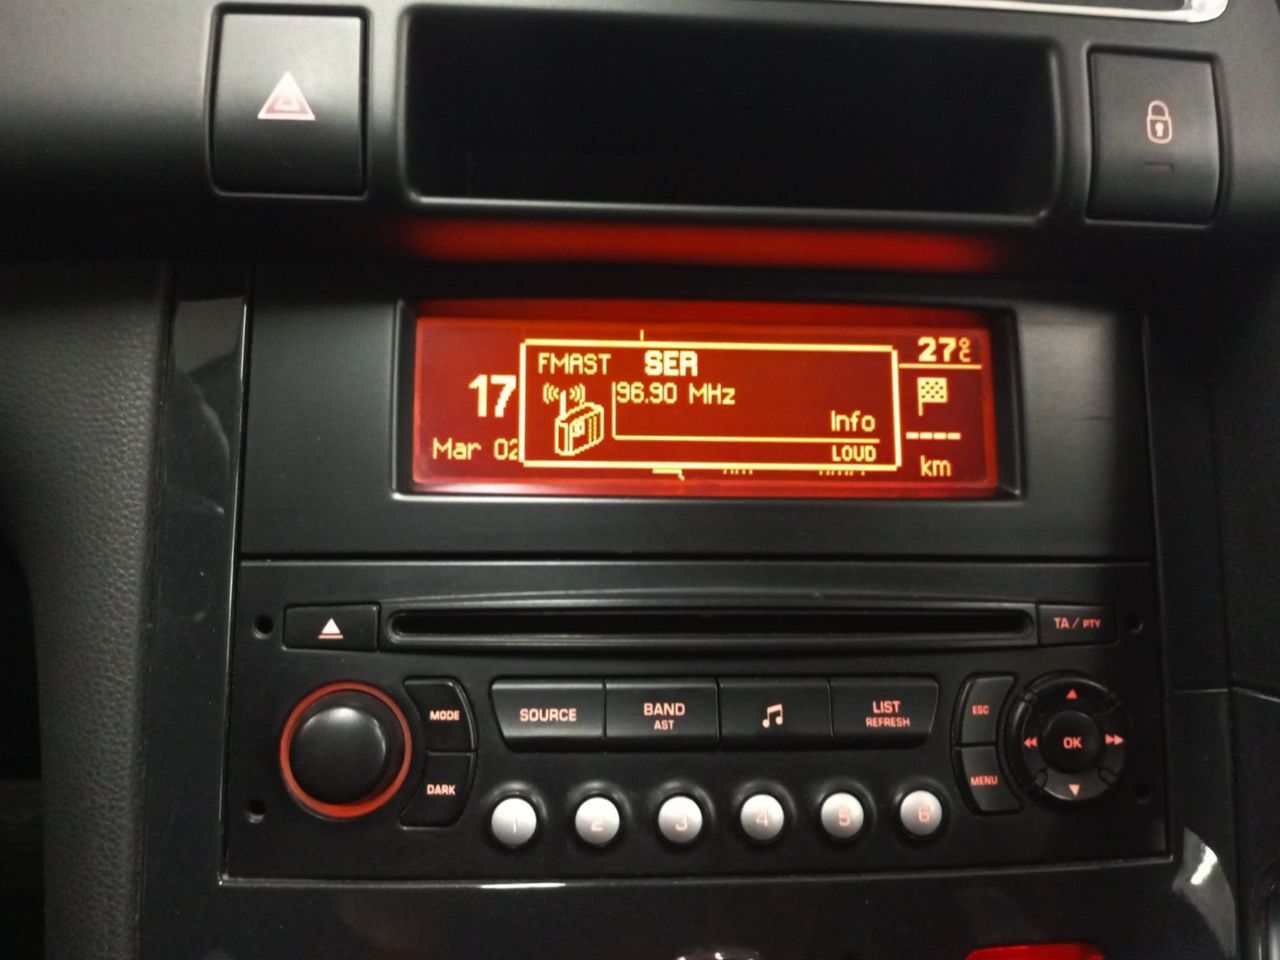 FMAST SER
27°C
96.90 MHz
17
Info
Mar 02
LOUD
----
km
TA / PTY
MODE
SOURCE
BAND
AST
LIST
REFRESH
ESC
OK
DARK
MENU
1 2 3 4 5 6